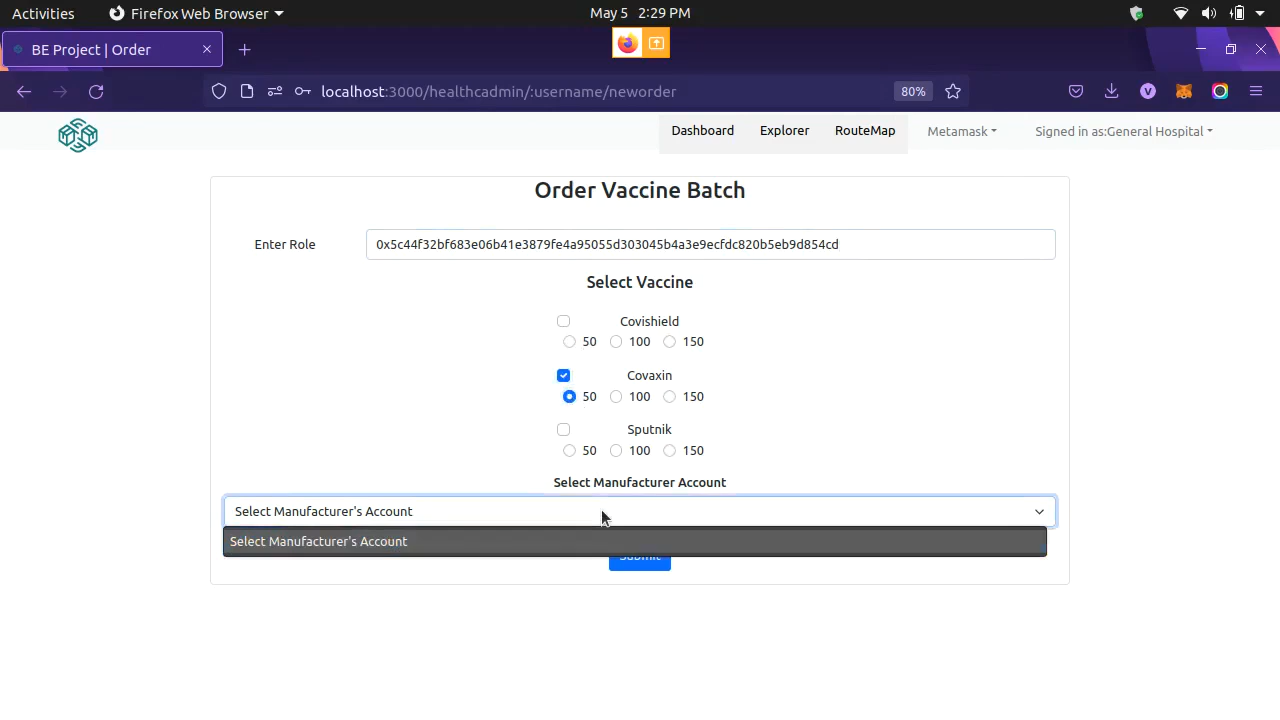 Activities Firefox Web Browser May 5 2:29 PM
BE Project | Order
localhost:3000/healthcadmin/:username/neworder 80% V
Dashboard Explorer RouteMap Metamask Signed in as:General Hospital
Order Vaccine Batch
Enter Role 0x5c44f32bf683e06b41e3879fe4a95055d303045b4a3e9ecfdc820b5eb9d854cd
Select Vaccine
Covishield
50 100 150
Covaxin
50 100 150
Sputnik
50 100 150
Select Manufacturer Account
Select Manufacturer's Account
Select Manufacturer's Account
Submit